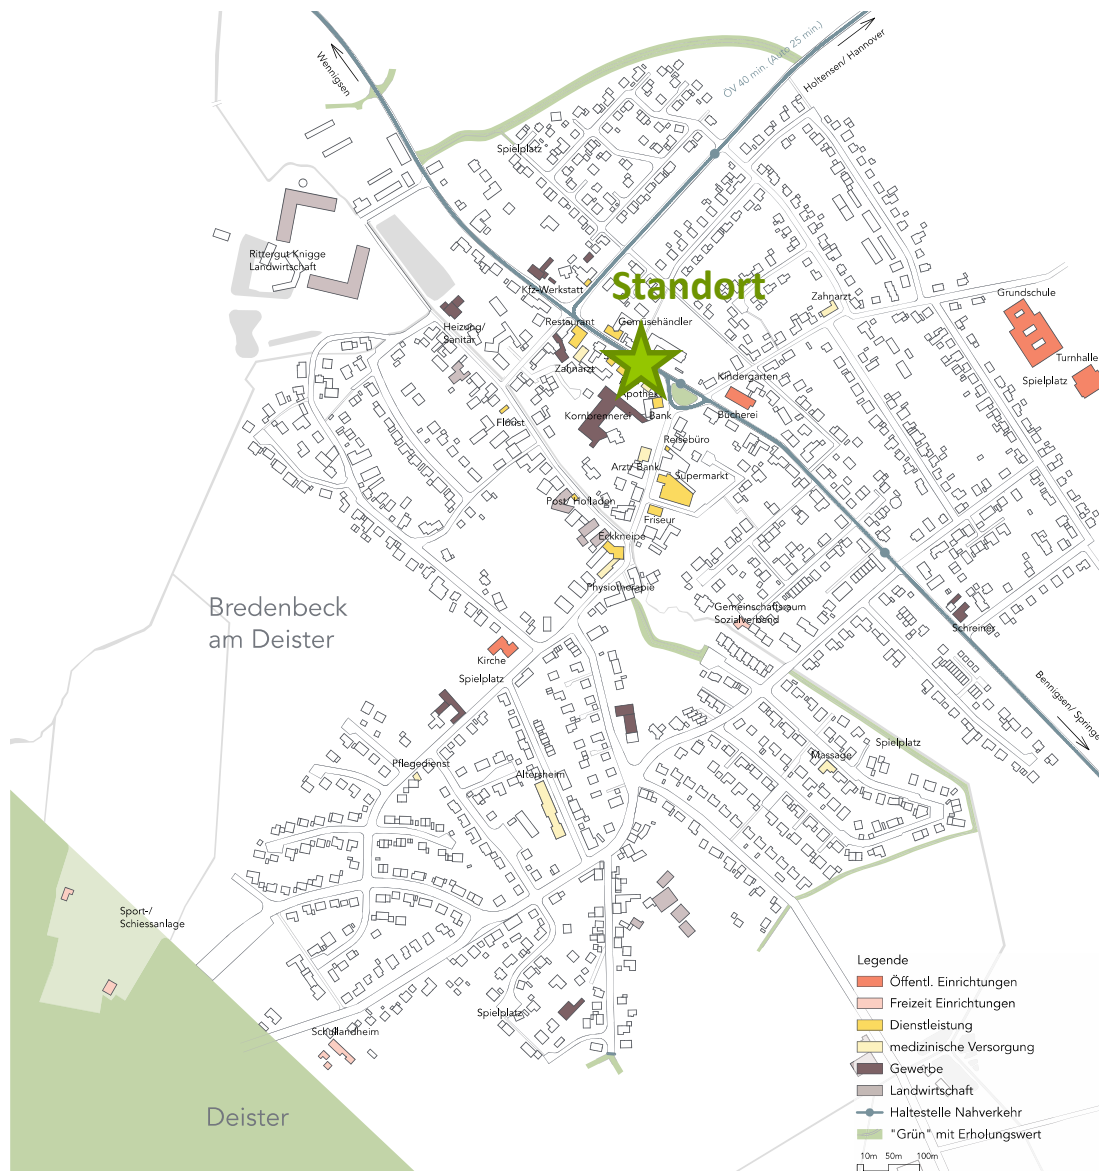 Wennigsen
ÖV 40 min. (Auto 25 min.)
Holtensen/ Hannover
Spielplatz
Rittergut Knigge
Landwirtschaft
Kfz-Werkstatt
Standort
Zahnarzt
Grundschule
Heizung/
Sanitär
Restaurant
Gemüsehändler
Turnhalle
Zahnarzt
Kindergarten
Spielplatz
Florist
Kornbrennerei
Bank
Bücherei
Reisebüro
Arzt/ Bank
Supermarkt
Post/ Hofladen
Friseur
Eckkneipe
Physiotherapie
Bredenbeck
am Deister
Gemeinschaftsraum
Sozialverband
Schreiner
Kirche
Spielplatz
Bennigsen/ Springe
Spielplatz
Massage
Pflegedienst
Altersheim
Sport-/
Schiessanlage
Spielplatz
Schullandheim
Deister
Legende
Öffentl. Einrichtungen
Freizeit Einrichtungen
Dienstleistung
medizinische Versorgung
Gewerbe
Landwirtschaft
Haltestelle Nahverkehr
"Grün" mit Erholungswert
10m 50m 100m